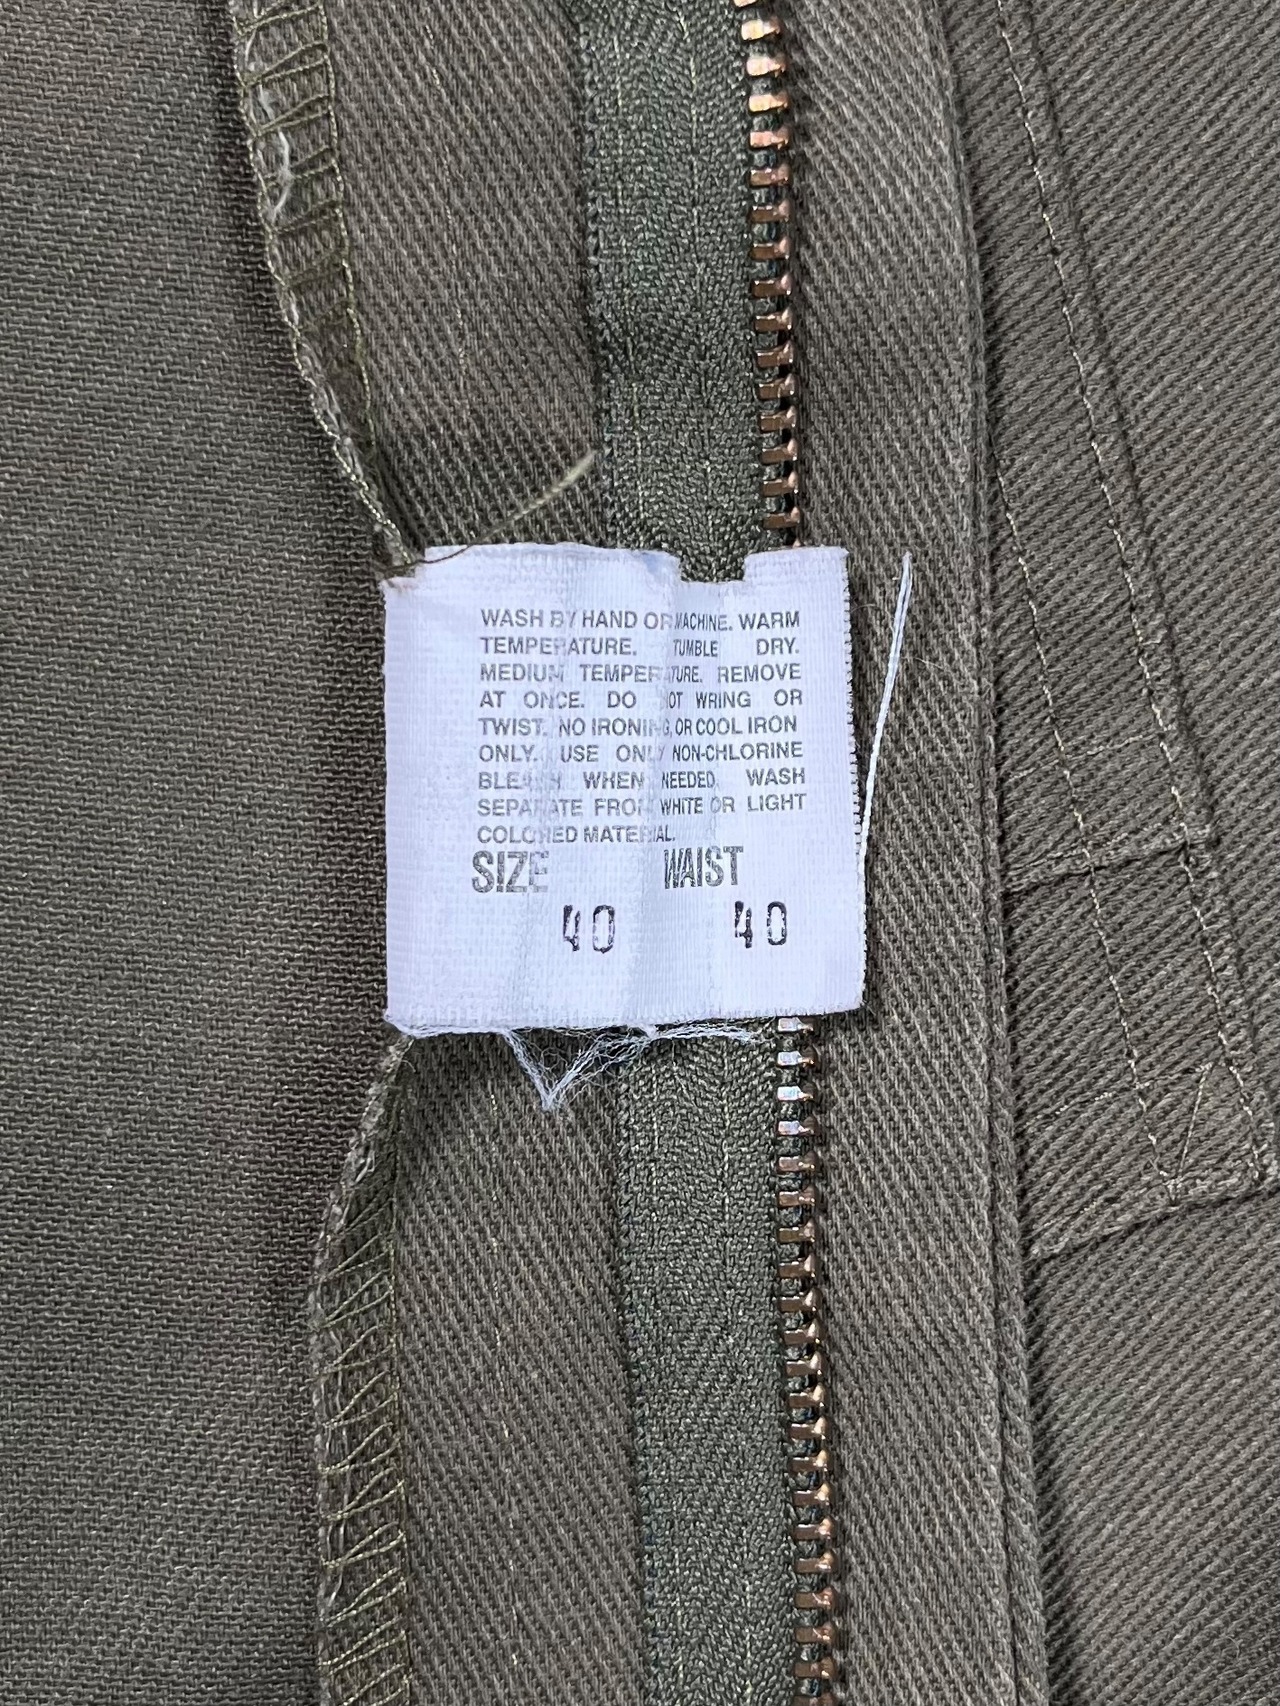 WASH BY HAND OR MACHINE. WARM
TEMPERATURE. TUMBLE DRY.
MEDIUM TEMPERATURE. REMOVE
AT ONCE. DO NOT WRING OR
TWIST. NO IRONING, OR COOL IRON
ONLY. USE ONLY NON-CHLORINE
BLEACH WHEN NEEDED. WASH
SEPARATE FROM WHITE OR LIGHT
COLORED MATERIAL.
SIZE WAIST
40 40